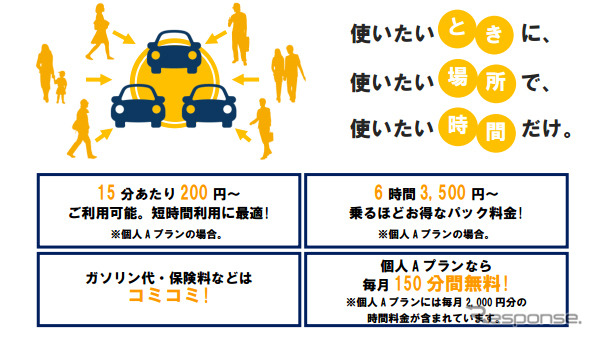 使いたいときに、
使いたい場所で、
使いたい時間だけ。
15 分あたり 200 円～
ご利用可能。短時間利用に最適!
※個人 A プランの場合。
6 時間 3,500 円～
乗るほどお得なパック料金!
※個人 A プランの場合。
ガソリン代・保険料などは
コミコミ!
個人 A プランなら
毎月 150 分間無料!
※個人 A プランには毎月 2,000 円分の
時間料金が含まれています。
Response.